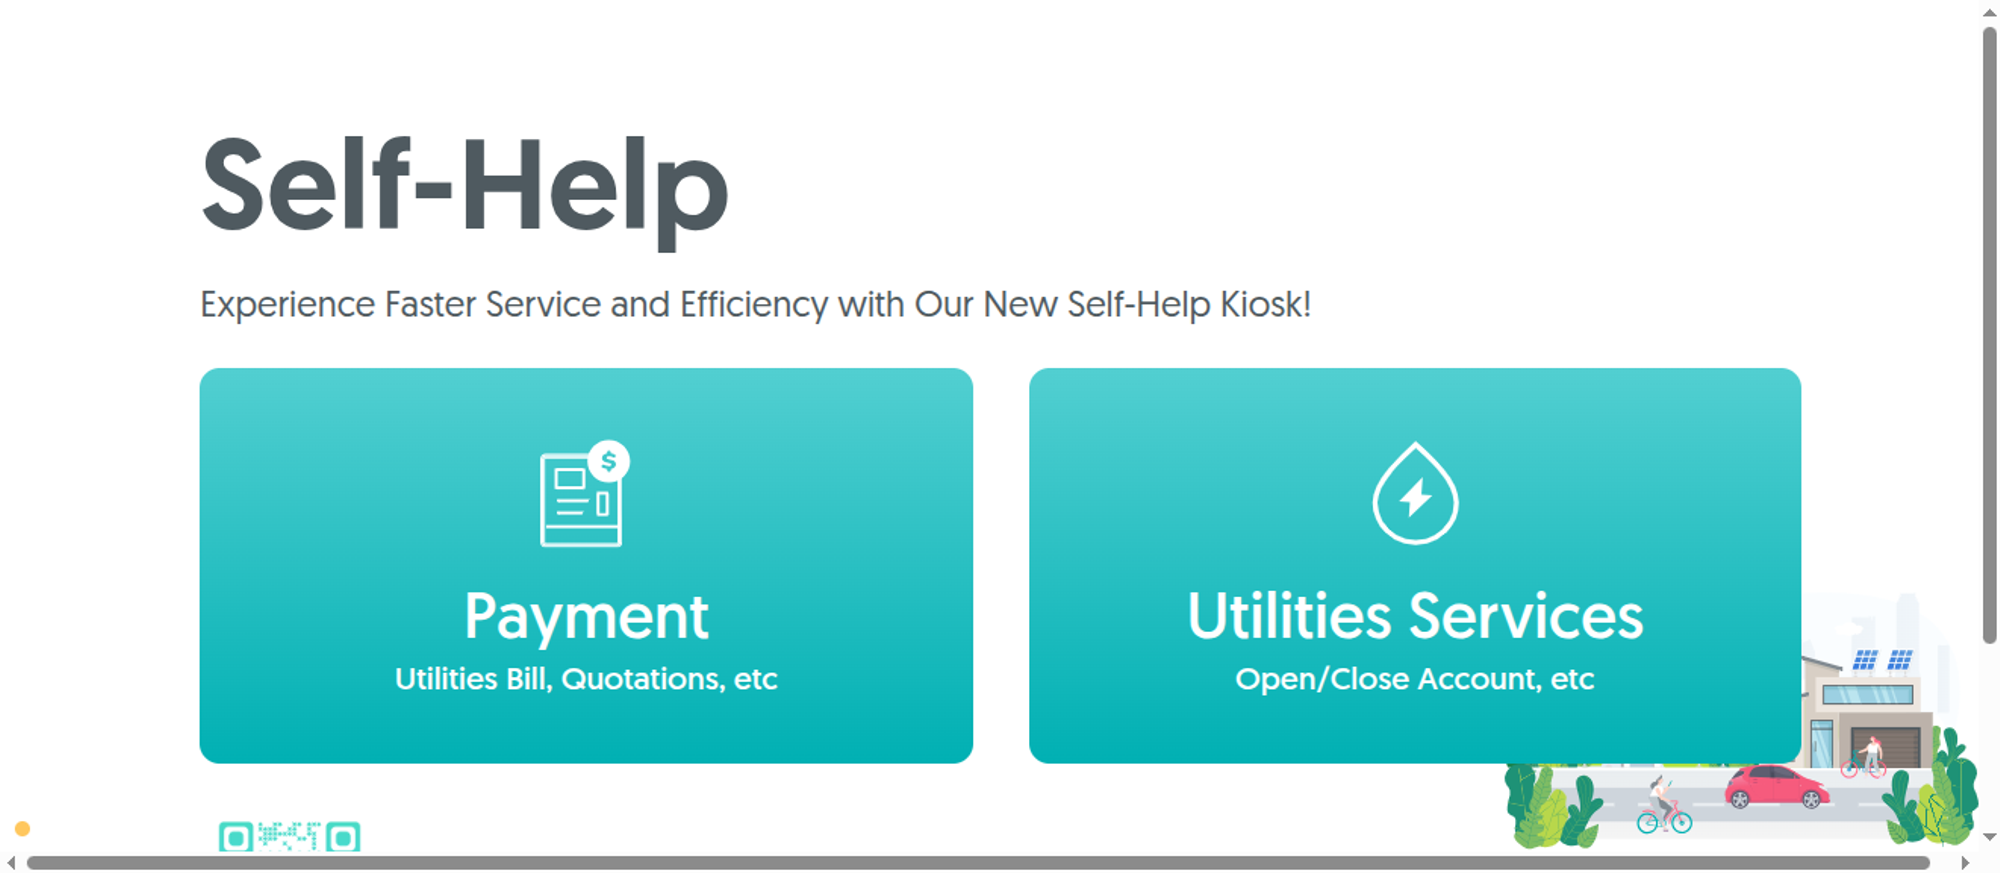 Self-Help
Experience Faster Service and Efficiency with Our New Self-Help Kiosk!
$
Payment
Utilities Bill, Quotations, etc
Utilities Services
Open/Close Account, etc